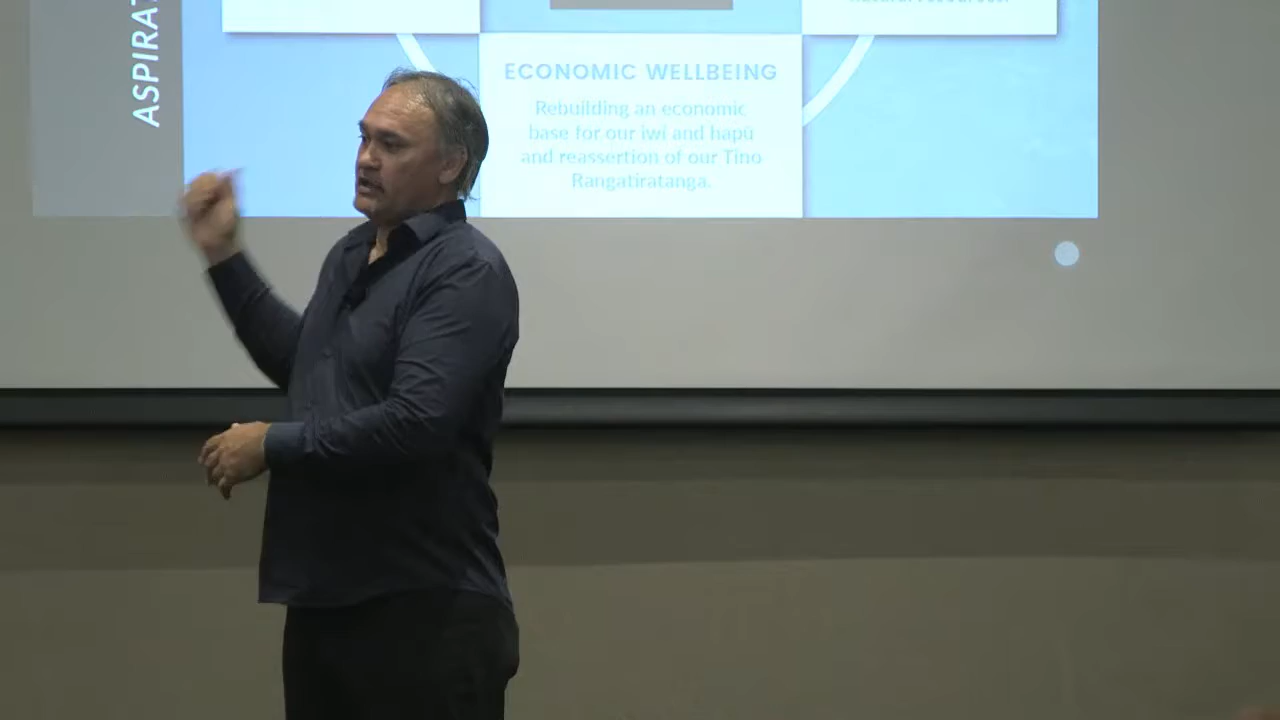 ASPIRAT
ECONOMIC WELLBEING
Rebuilding an economic
base for our iwi and hapū
and reassertion of our Tino
Rangatiratanga.